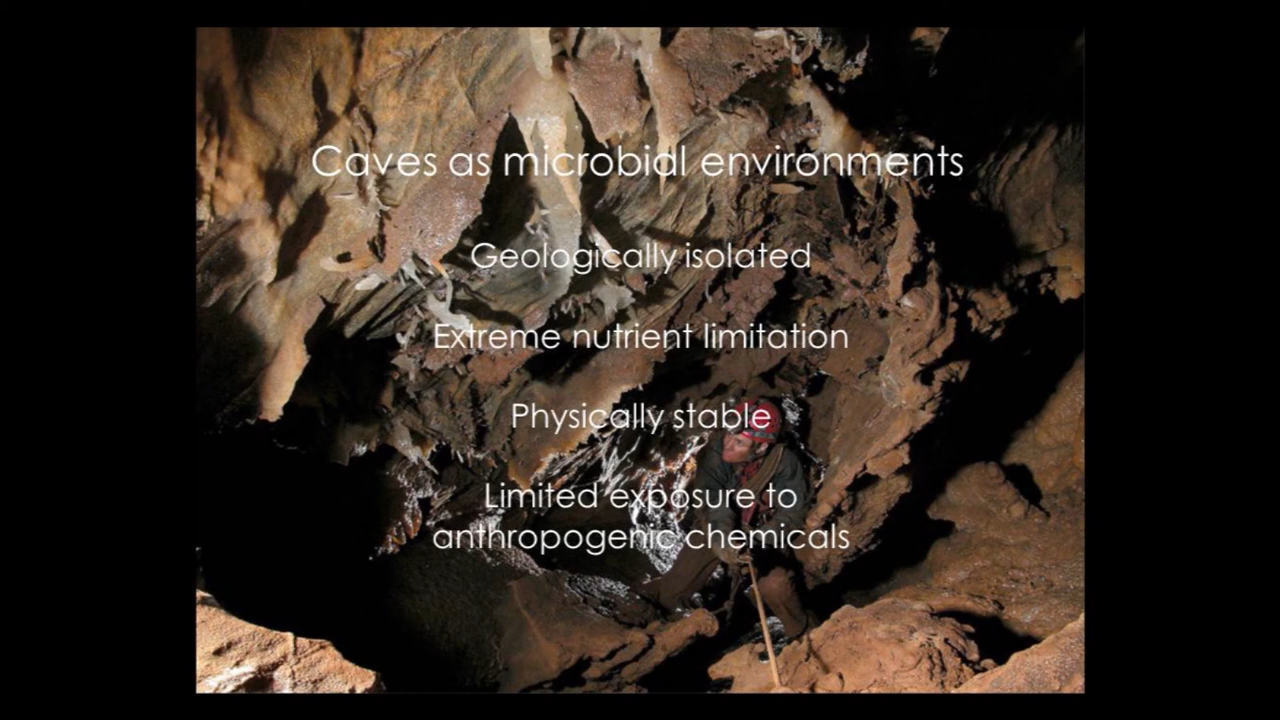 Caves as microbial environments
Geologically isolated
Extreme nutrient limitation
Physically stable
Limited exposure to
anthropogenic chemicals